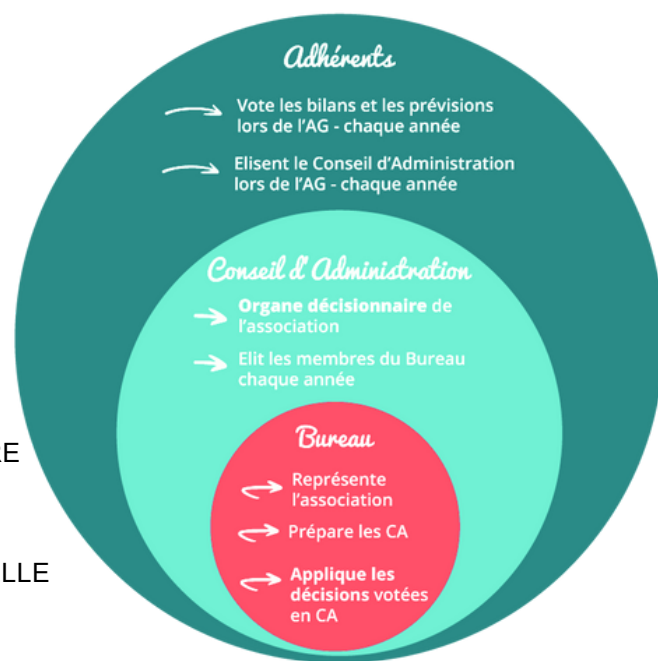 Adhérents
Vote les bilans et les prévisions
lors de l'AG - chaque année
Elisent le Conseil d'Administration
lors de l'AG - chaque année
Conseil d'Administration
Organe décisionnaire de
l'association
Elit les membres du Bureau
chaque année
Bureau
Représente
l'association
Prépare les CA
Applique les
décisions votées
en CA
RE
LLE